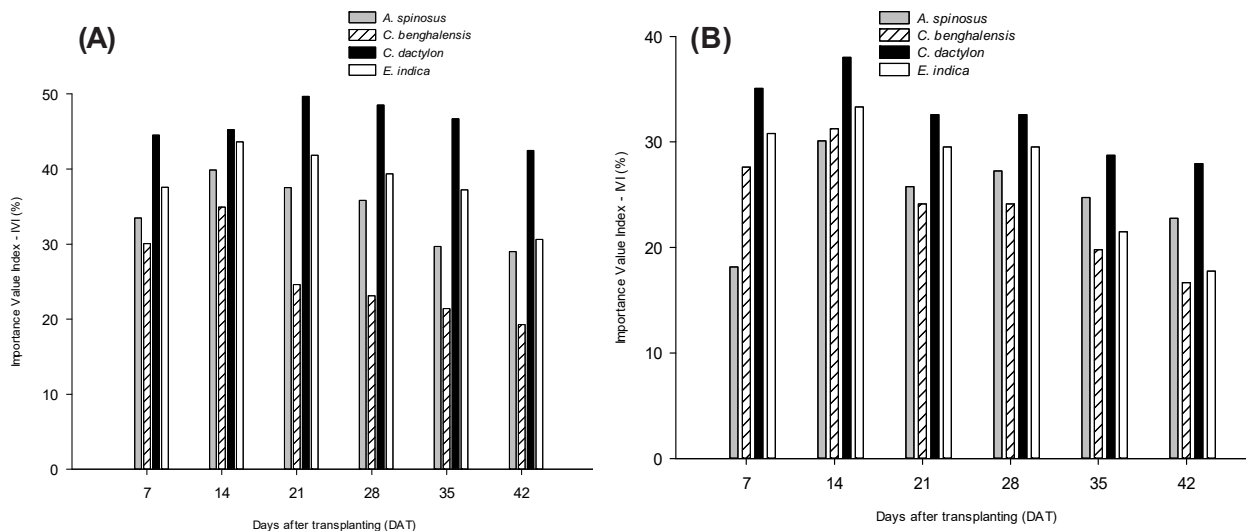 (A)
A. spinosus
C. benghalensis
C. dactylon
E. indica
Importance Value Index - IVI (%)
50
40
30
20
10
0
7 14 21 28 35 42
Days after transplanting (DAT)
(B)
A. spinosus
C. benghalensis
C. dactylon
E. indica
Importance Value Index - IVI (%)
40
30
20
10
0
7 14 21 28 35 42
Days after transplanting (DAT)